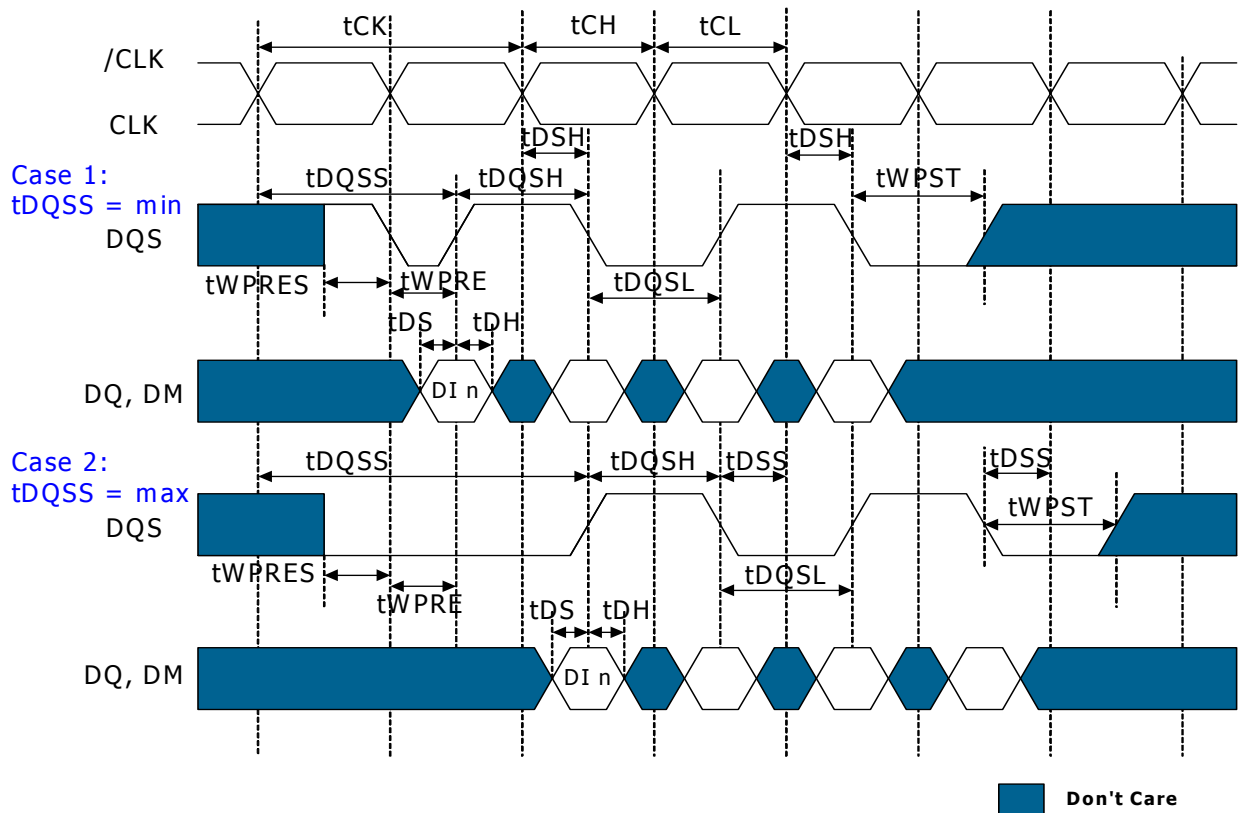 tCK tCH tCL
/CLK
CLK
tDSH tDSH
Case 1:
tDQSS = min
tDQSS tDQSH tWPST
DQS
tWPRES tWPRE tDQSL
tDS tDH
DQ, DM
DI n
Case 2:
tDQSS = max
tDQSS tDQSH tDSS tDSS
tWPST
DQS
tWPRES tWPRE tDQSL
tDS tDH
DQ, DM
DI n
Don't Care